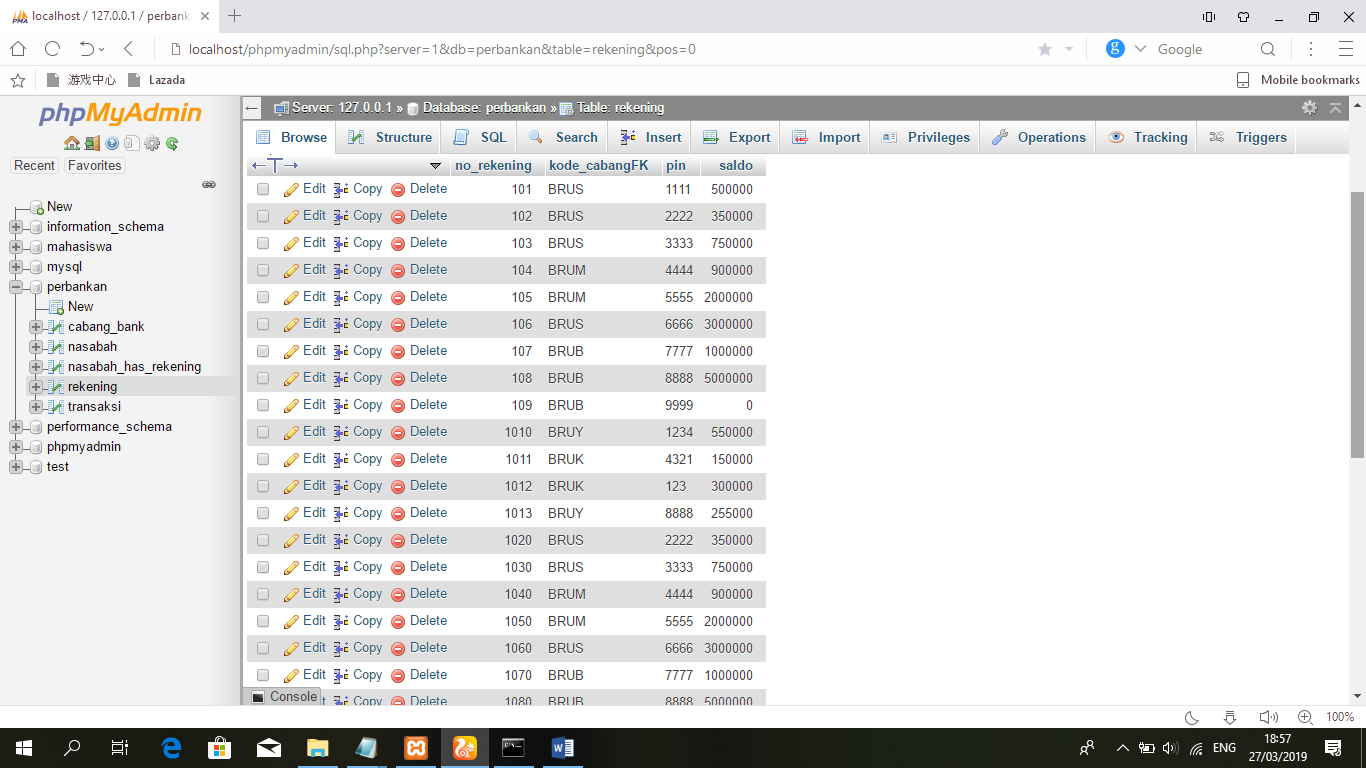 localhost / 127.0.0.1 / perbank
localhost/phpmyadmin/sql.php?server=1&db=perbankan&table=rekening&pos=0
Google
游戏中心
Lazada
Mobile bookmarks
phpMyAdmin
Recent
Favorites
New
information_schema
mahasiswa
mysql
perbankan
New
cabang_bank
nasabah
nasabah_has_rekening
rekening
transaksi
performance_schema
phpmyadmin
test
Server: 127.0.0.1 » Database: perbankan » Table: rekening
Browse Structure SQL Search Insert Export Import Privileges Operations Tracking Triggers
no_rekening kode_cabangFK pin saldo
Edit Copy Delete 101 BRUS 1111 500000
Edit Copy Delete 102 BRUS 2222 350000
Edit Copy Delete 103 BRUS 3333 750000
Edit Copy Delete 104 BRUM 4444 900000
Edit Copy Delete 105 BRUM 5555 2000000
Edit Copy Delete 106 BRUS 6666 3000000
Edit Copy Delete 107 BRUB 7777 1000000
Edit Copy Delete 108 BRUB 8888 5000000
Edit Copy Delete 109 BRUB 9999 0
Edit Copy Delete 1010 BRUY 1234 550000
Edit Copy Delete 1011 BRUK 4321 150000
Edit Copy Delete 1012 BRUK 123 300000
Edit Copy Delete 1013 BRUY 8888 255000
Edit Copy Delete 1020 BRUS 2222 350000
Edit Copy Delete 1030 BRUS 3333 750000
Edit Copy Delete 1040 BRUM 4444 900000
Edit Copy Delete 1050 BRUM 5555 2000000
Edit Copy Delete 1060 BRUS 6666 3000000
Edit Copy Delete 1070 BRUB 7777 1000000
Copy Delete 1080 BRUB 8888 5000000
Console
100%
ENG
18:57
27/03/2019